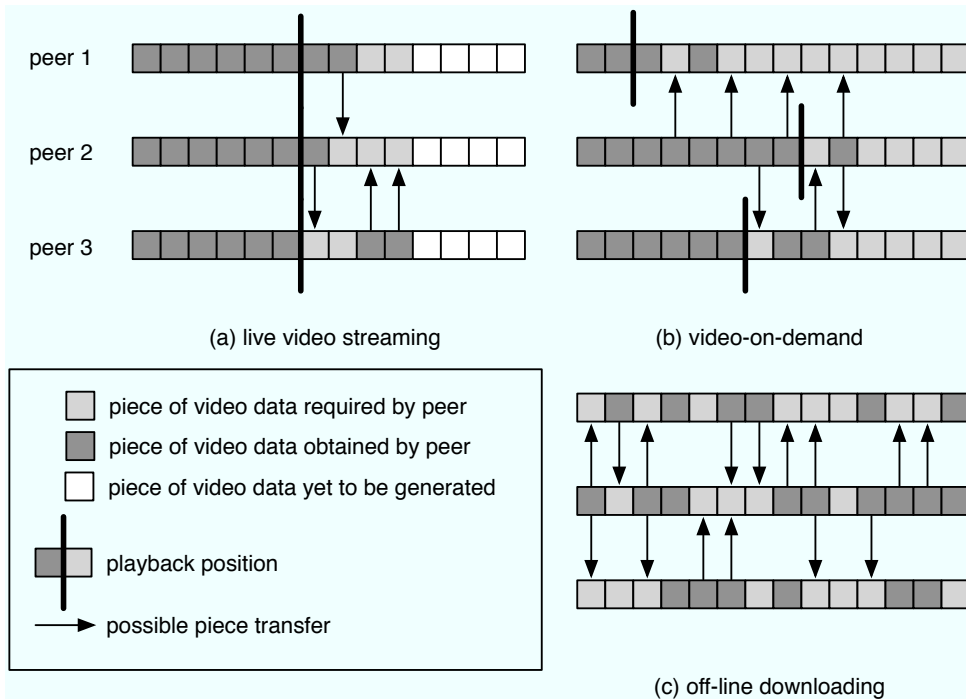 peer 1
peer 2
peer 3
(a) live video streaming
(b) video-on-demand
piece of video data required by peer
piece of video data obtained by peer
piece of video data yet to be generated
playback position
possible piece transfer
(c) off-line downloading